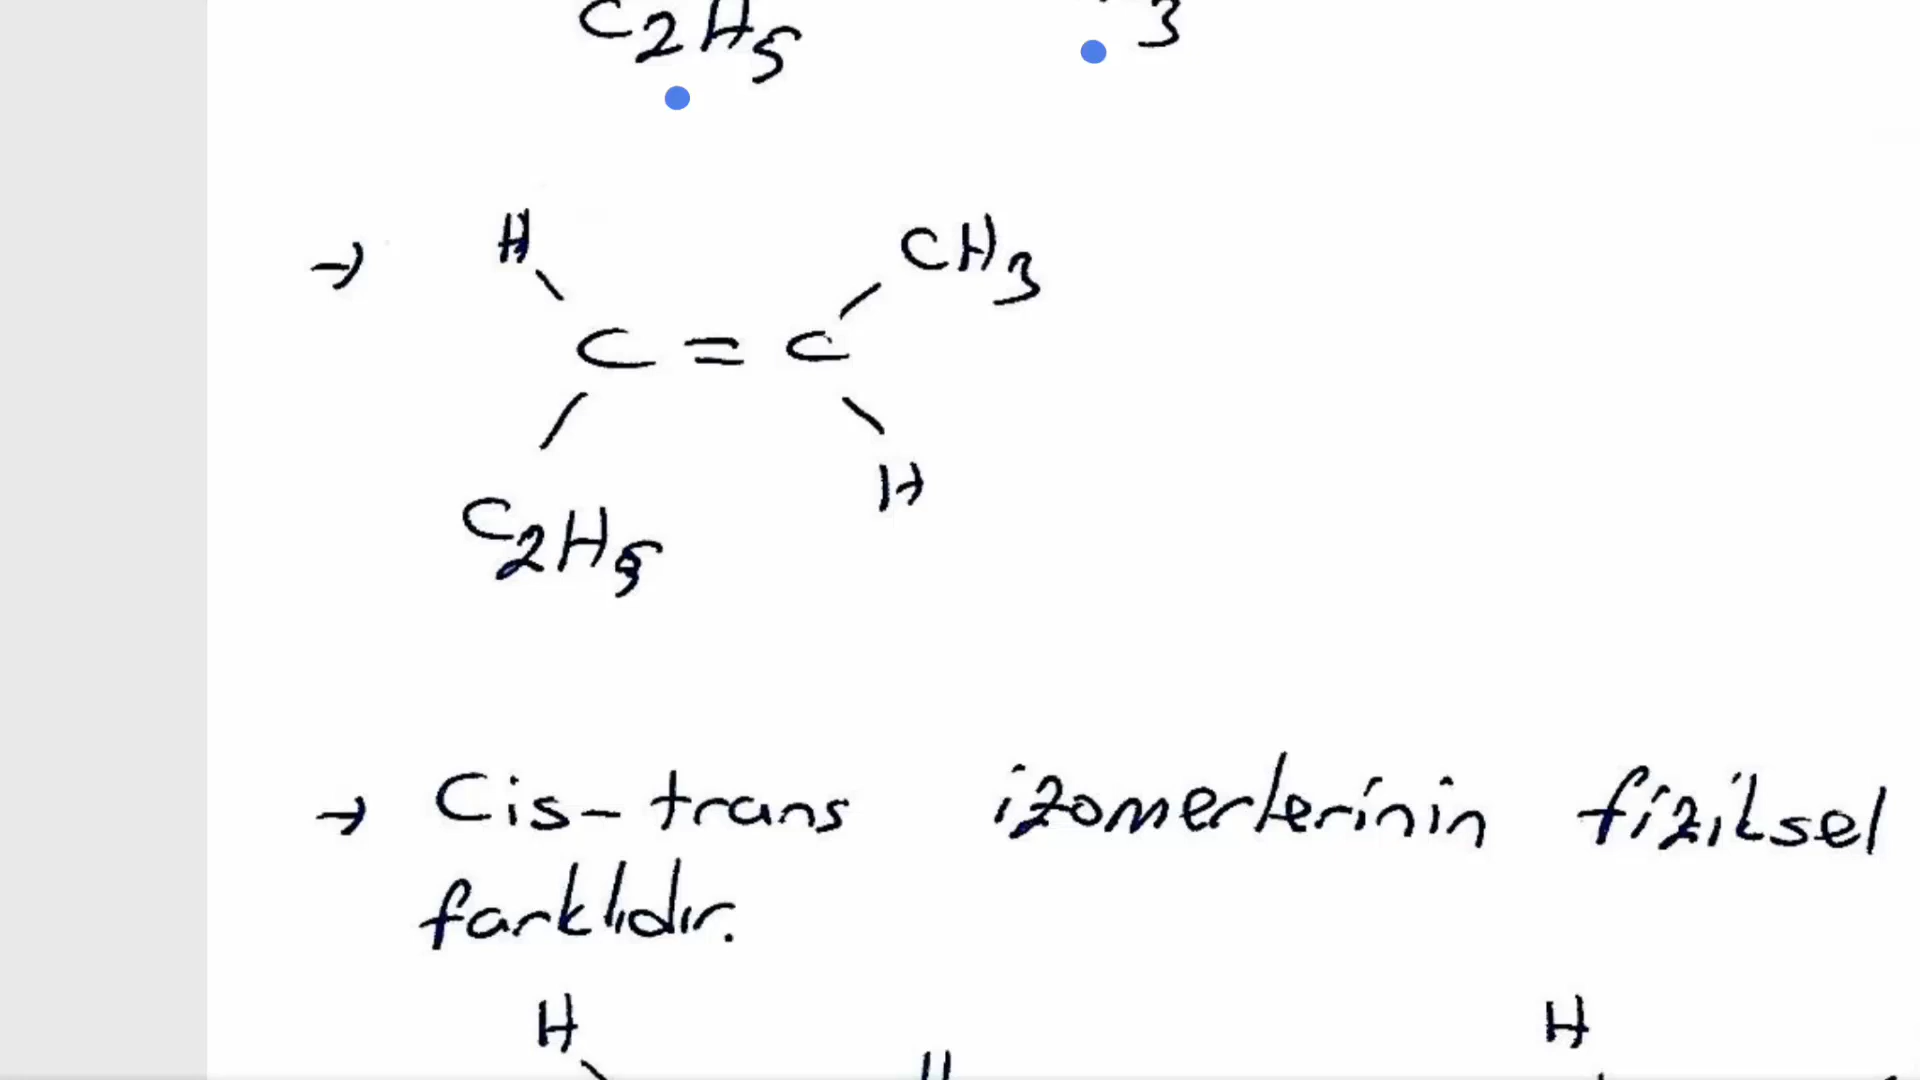 C2H5 3
→ H CH3
C = C
C2H5 H
→ Cis-trans izomerlerinin fiziksel
farklıdır.
H H